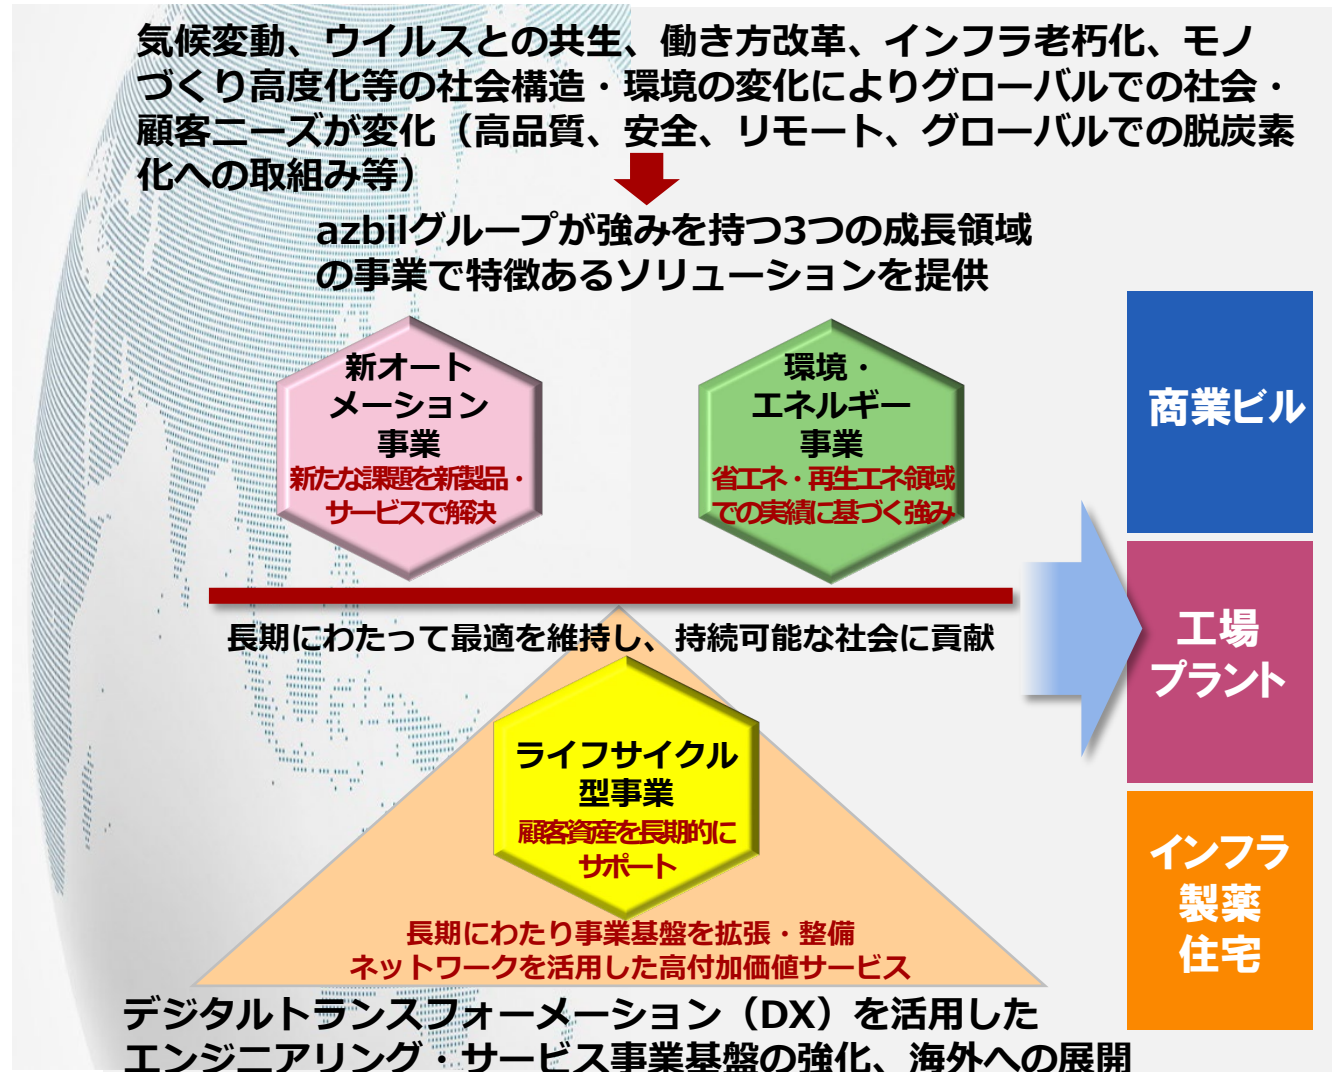 気候変動、ウイルスとの共生、働き方改革、インフラ老朽化、モノ
づくり高度化等の社会構造・環境の変化によりグローバルでの社会・
顧客ニーズが変化（高品質、安全、リモート、グローバルでの脱炭素
化への取組み等）
azbilグループが強みを持つ3つの成長領域
の事業で特徴あるソリューションを提供
新オート
メーション
事業
新たな課題を新製品・
サービスで解決
環境・
エネルギー
事業
省エネ・再生エネ領域
での実績に基づく強み
長期にわたって最適を維持し、持続可能な社会に貢献
ライフサイクル
型事業
顧客資産を長期的に
サポート
長期にわたり事業基盤を拡張・整備
ネットワークを活用した高付加価値サービス
デジタルトランスフォーメーション（DX）を活用した
エンジニアリング・サービス事業基盤の強化、海外への展開
商業ビル
工場
プラント
インフラ
製薬
住宅